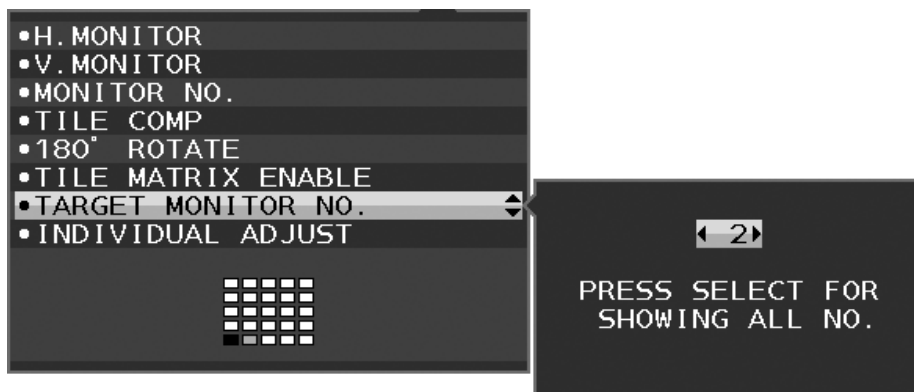 •H.MONITOR
•V.MONITOR
•MONITOR NO.
•TILE COMP
•180° ROTATE
•TILE MATRIX ENABLE
•TARGET MONITOR NO.
•INDIVIDUAL ADJUST
2
PRESS SELECT FOR
SHOWING ALL NO.